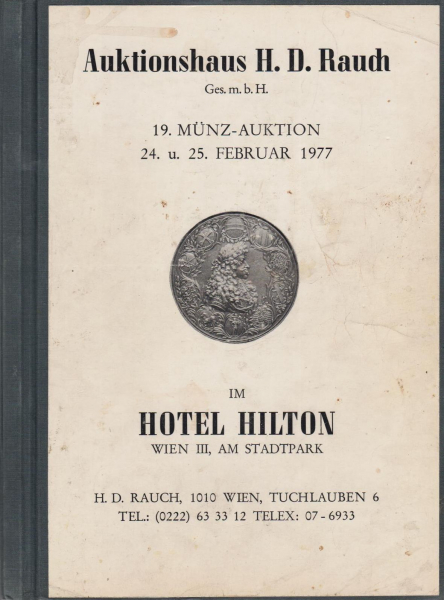 Auktionshaus H. D. Rauch
Ges. m. b. H.
19. MÜNZ-AUKTION
24. u. 25. FEBRUAR 1977
IM
HOTEL HILTON
WIEN III, AM STADTPARK
H. D. RAUCH, 1010 WIEN, TUCHLAUBEN 6
TEL.: (0222) 63 33 12 TELEX: 07-6933